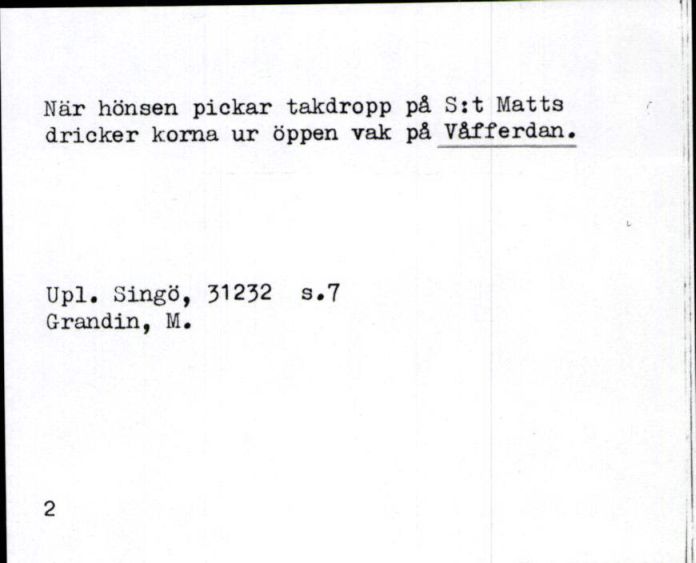 När hönsen pickar takdropp på S:t Matts
dricker korna ur öppen vak på Våfferdan.
Upl. Singö, 31232 s.7
Grandin, M.
2